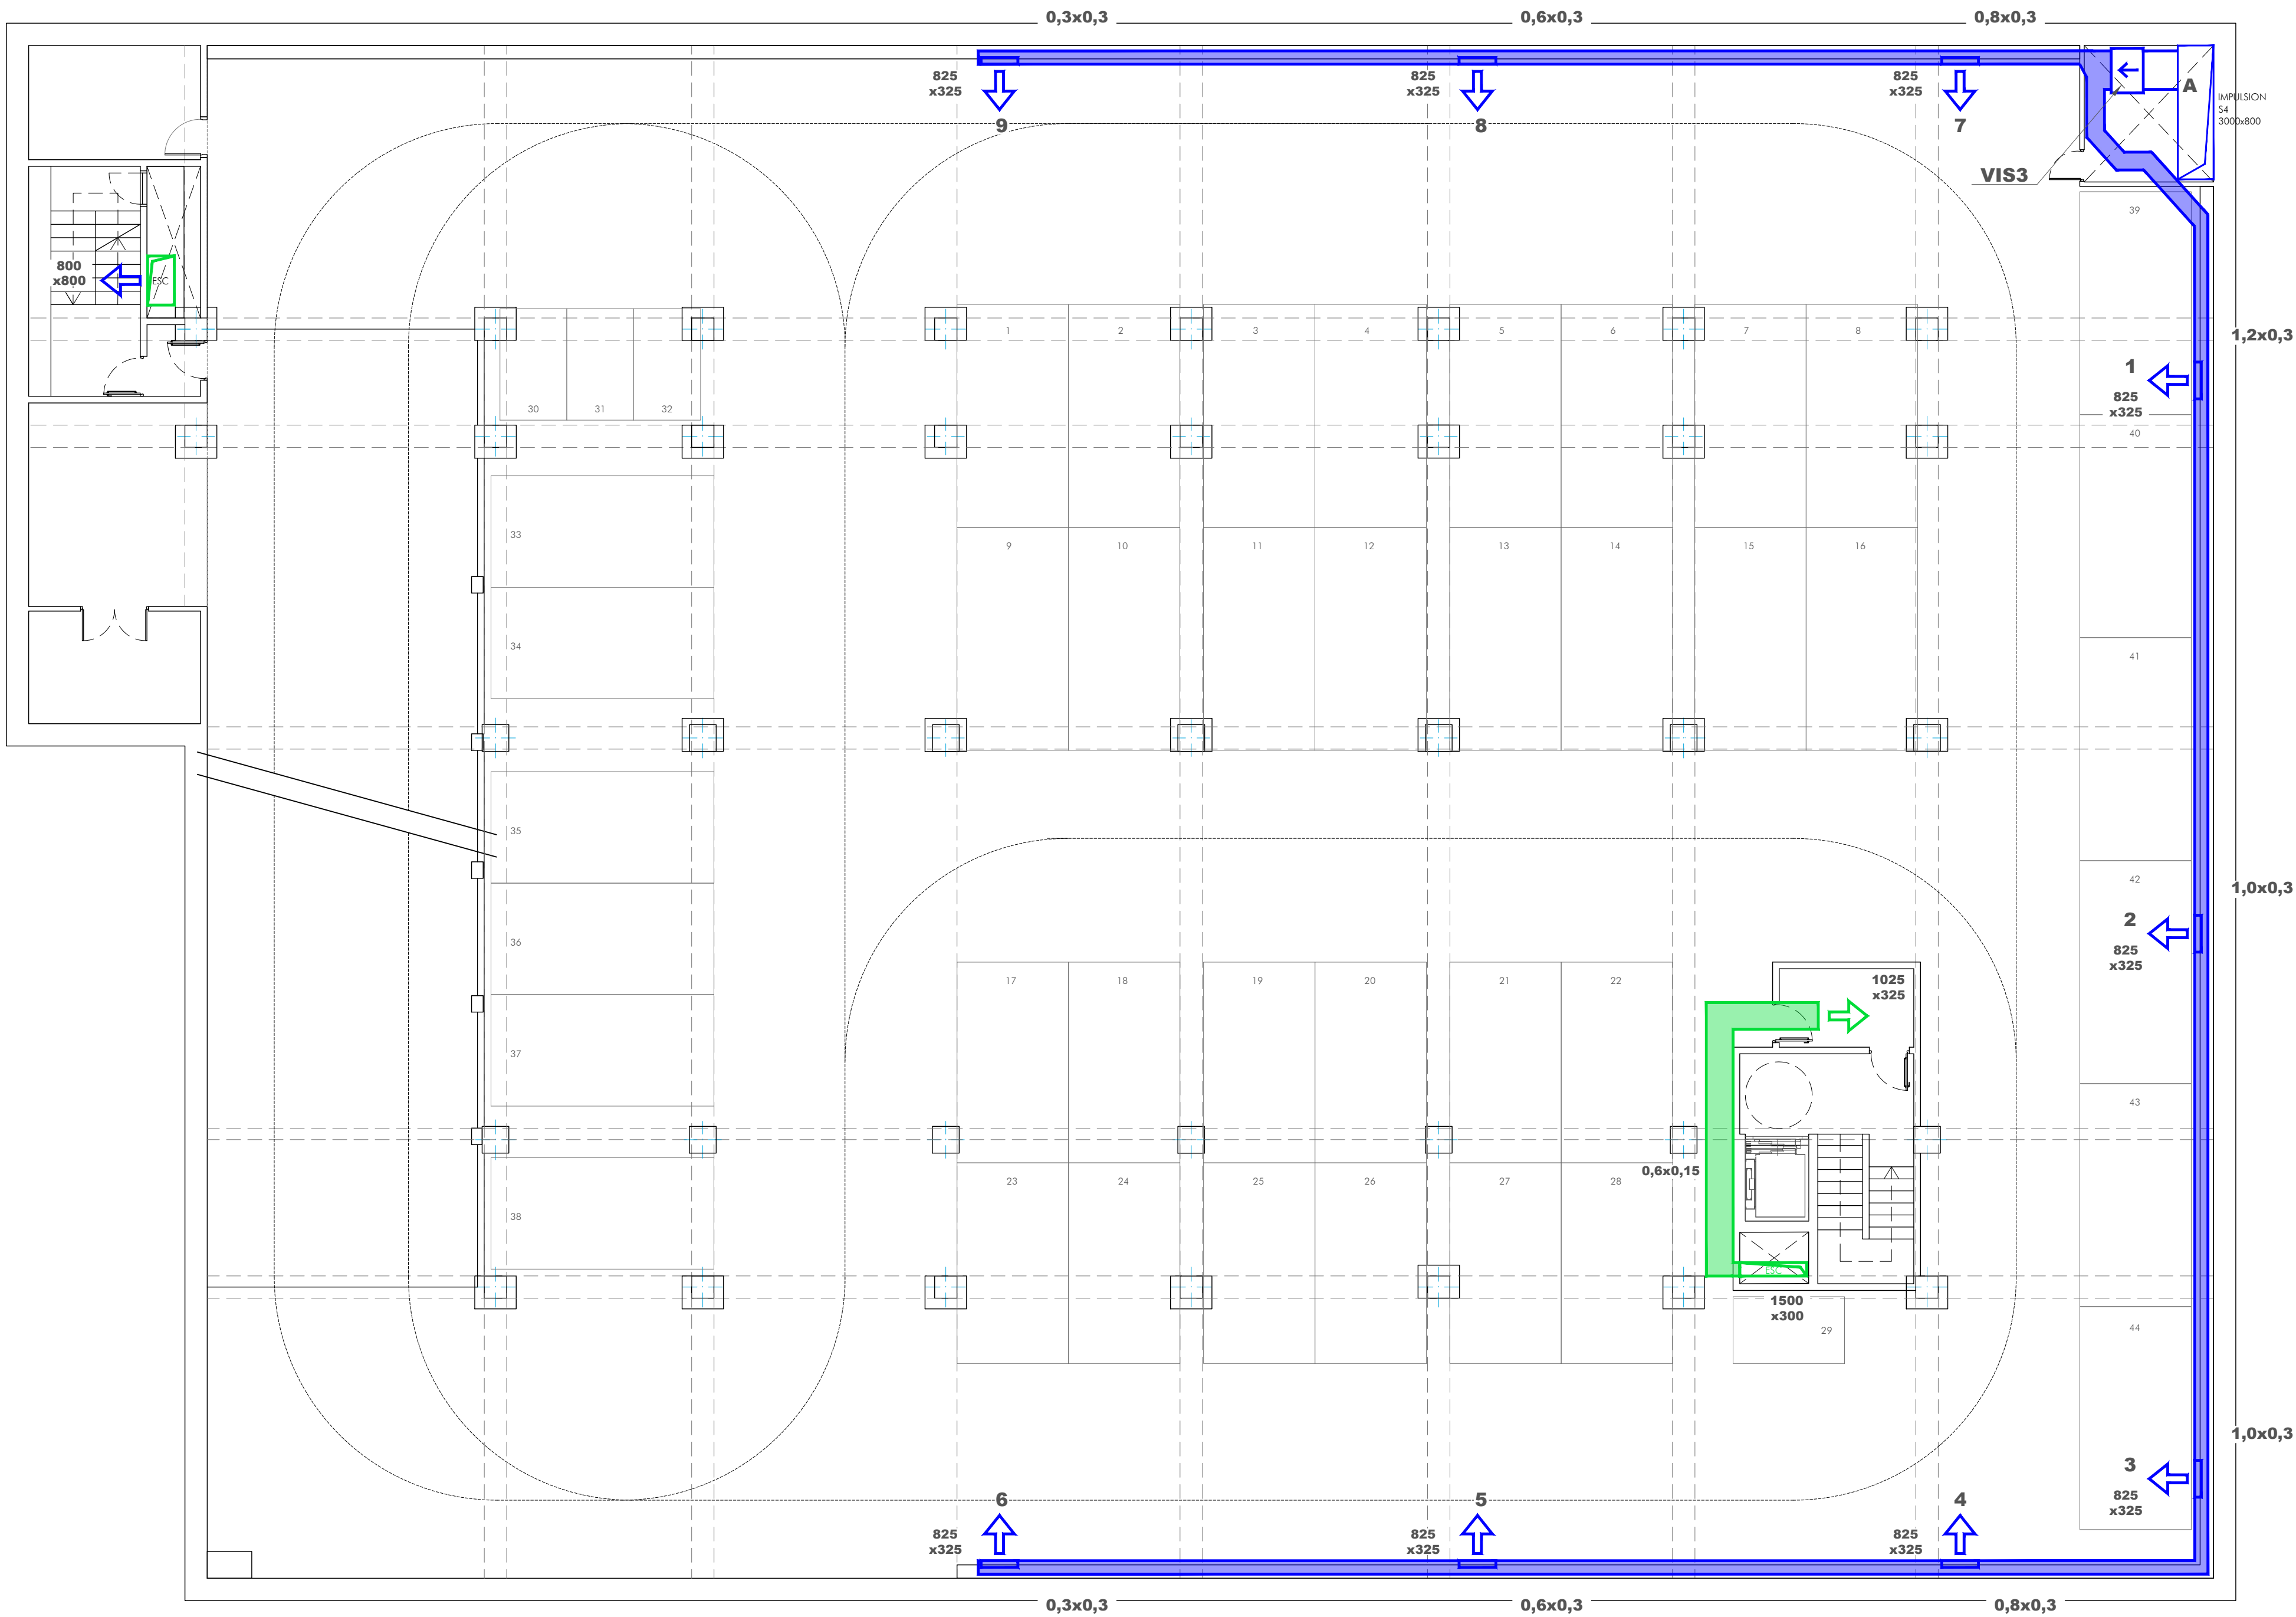 0,3x0,3
0,6x0,3
0,8x0,3
825
x325
825
x325
825
x325
A
IMPULSION
S4
3000x800
9
8
7
VIS3
39
800
x800
ESC
1
2
3
4
5
6
7
8
1,2x0,3
1
825
x325
30
31
32
40
33
9
10
11
12
13
14
15
16
34
41
35
42
1,0x0,3
2
825
x325
36
17
18
19
20
21
22
1025
x325
37
43
0,6x0,15
23
24
25
26
27
28
38
ESC
1500
x300
29
44
1,0x0,3
3
825
x325
6
5
4
825
x325
825
x325
825
x325
0,3x0,3
0,6x0,3
0,8x0,3